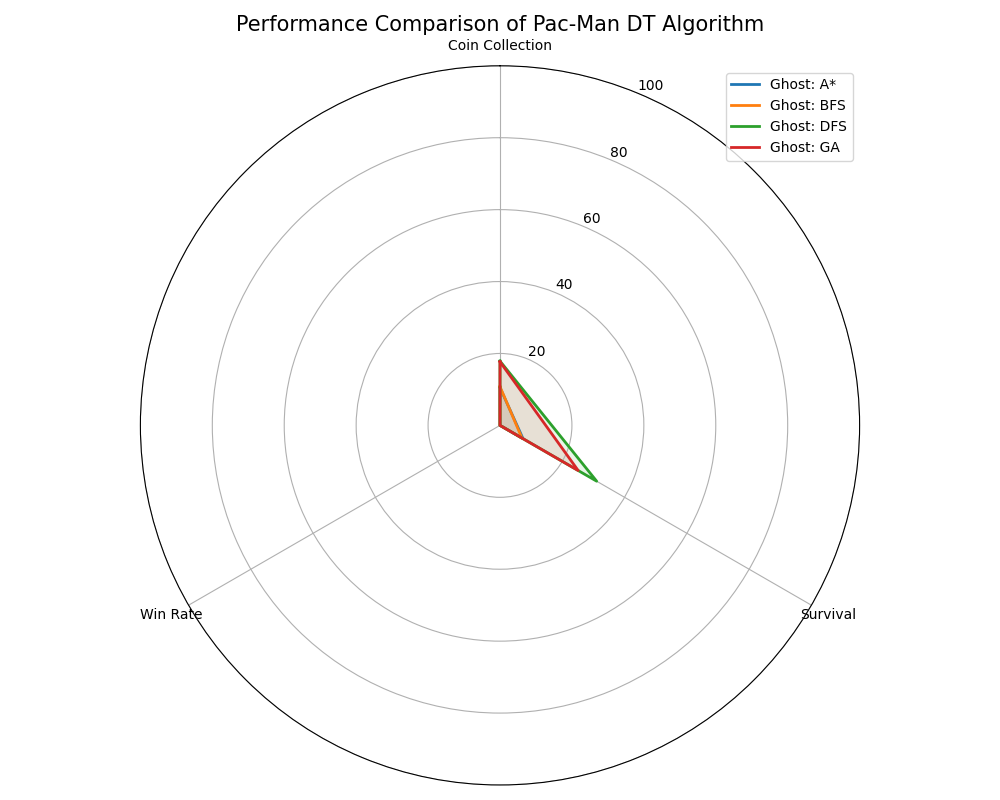 Performance Comparison of Pac-Man DT Algorithm
Coin Collection
100
80
60
40
20
Ghost: A*
Ghost: BFS
Ghost: DFS
Ghost: GA
Win Rate
Survival